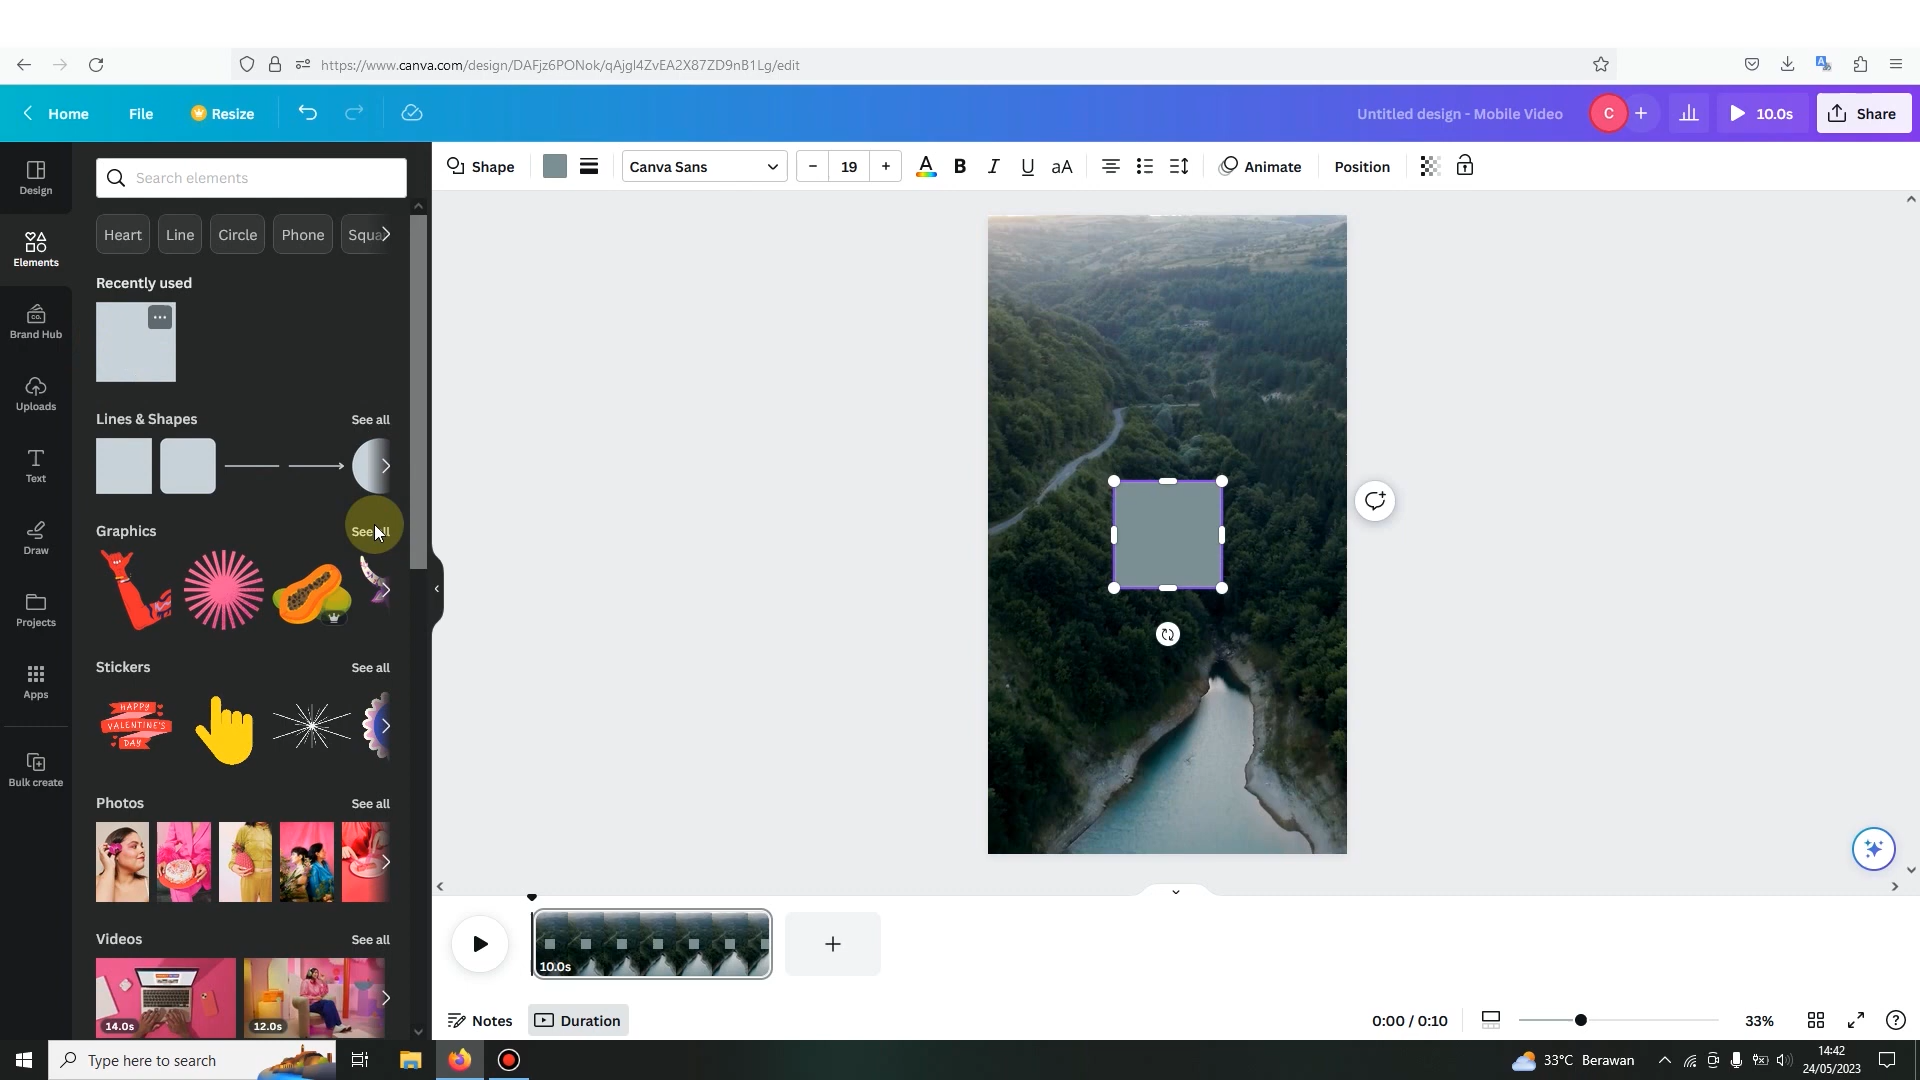 https://www.canva.com/design/DAFjz6PONok/qAjgl4ZvEA2X87ZD9nB1Lg/edit
Home
File
Resize
Untitled design - Mobile Video
C
10.0s
Share
Design
Elements
Brand Hub
Uploads
Text
Draw
Projects
Apps
Bulk create
Search elements
Heart
Line
Circle
Phone
Squa
Recently used
Lines & Shapes
See all
Graphics
See all
Stickers
See all
HAPPY
VALENTINE'S
DAY
Photos
See all
Videos
See all
14.0s
12.0s
Shape
Canva Sans
19
A
B
I
U
aA
Animate
Position
10.0s
Notes
Duration
0:00 / 0:10
33%
Type here to search
33°C Berawan
14:42
24/05/2023